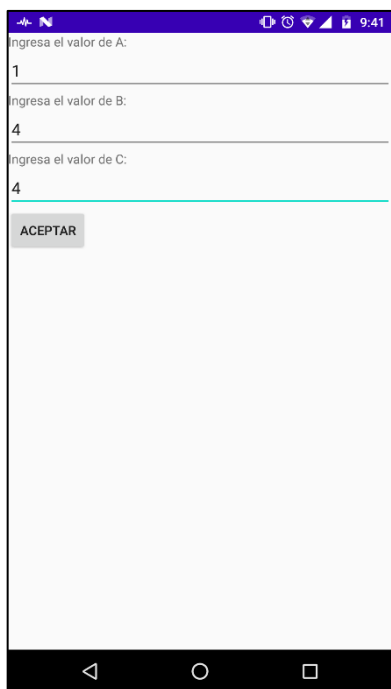 9:41
Ingresa el valor de A:
1
Ingresa el valor de B:
4
Ingresa el valor de C:
4
ACEPTAR